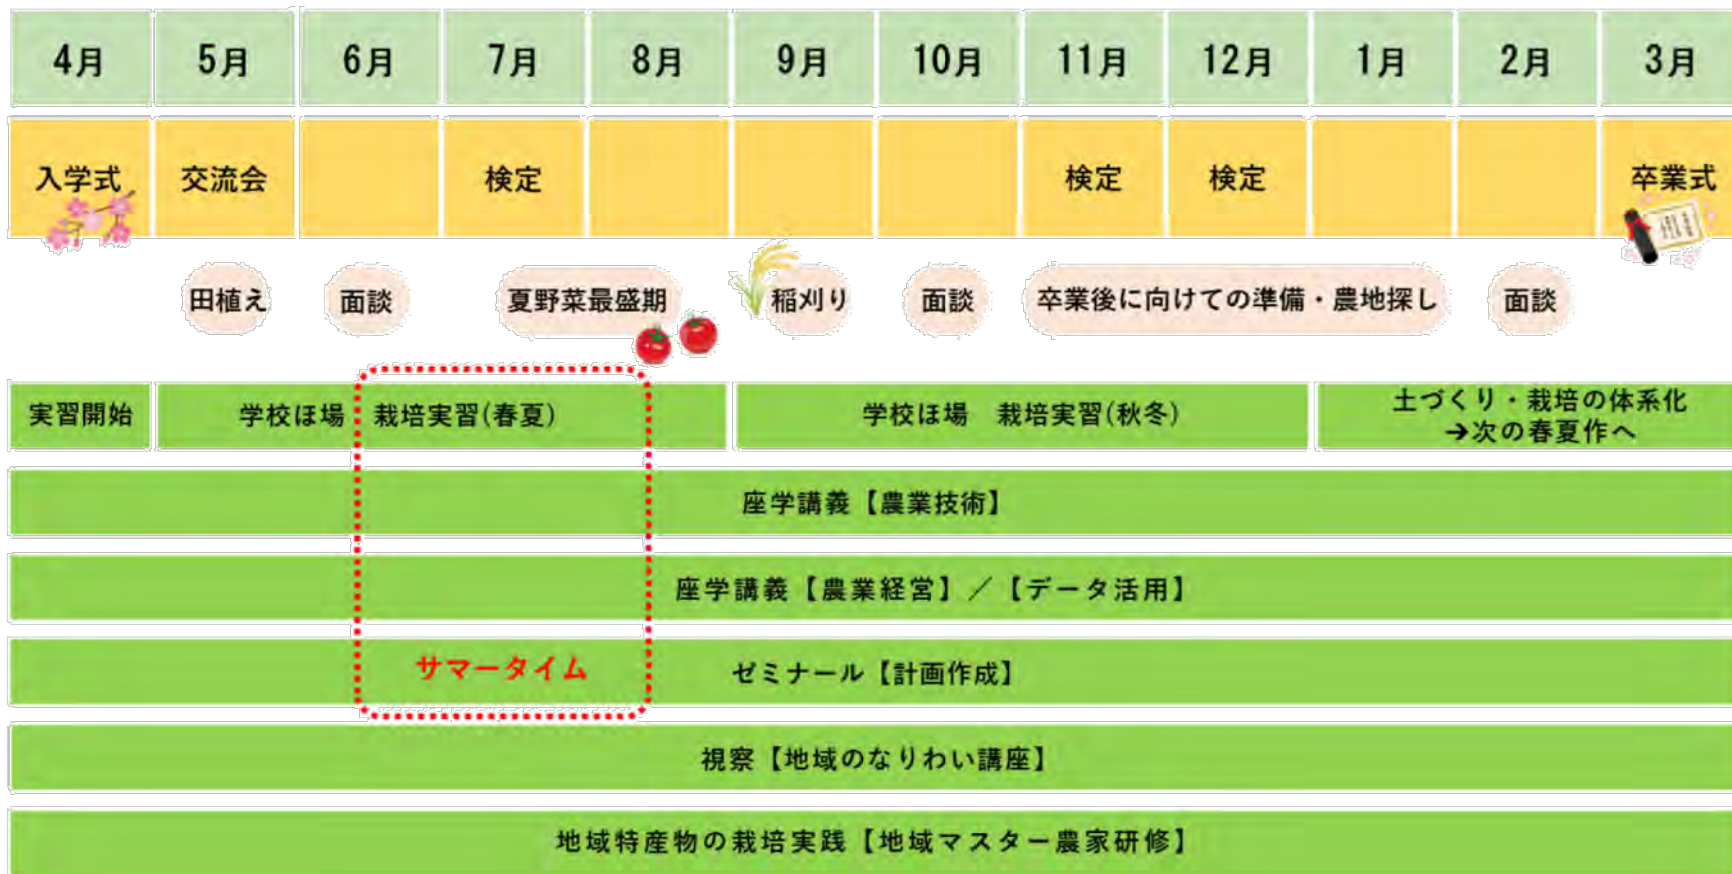 4月 5月 6月 7月 8月 9月 10月 11月 12月 1月 2月 3月
入学式 交流会 検定 検定 検定 卒業式
田植え 面談 夏野菜最盛期 稲刈り 面談 卒業後に向けての準備・農地探し 面談
実習開始 学校ほ場 栽培実習(春夏) 学校ほ場 栽培実習(秋冬) 土づくり・栽培の体系化
→次の春夏作へ
座学講義【農業技術】
座学講義【農業経営】／【データ活用】
サマータイム ゼミナール【計画作成】
視察【地域のなりわい講座】
地域特産物の栽培実践【地域マスター農家研修】